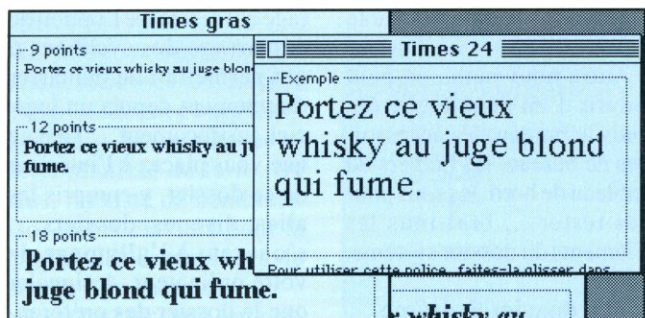 Times gras
9 points
Portez ce vieux whisky au juge blon
12 points
Portez ce vieux whisky au ju
fume.
18 points
Portez ce vieux wh
juge blond qui fume.
Times 24
Exemple
Portez ce vieux
whisky au juge blond
qui fume.
Pour utiliser cette police, faites-la glisser dans
whisky au